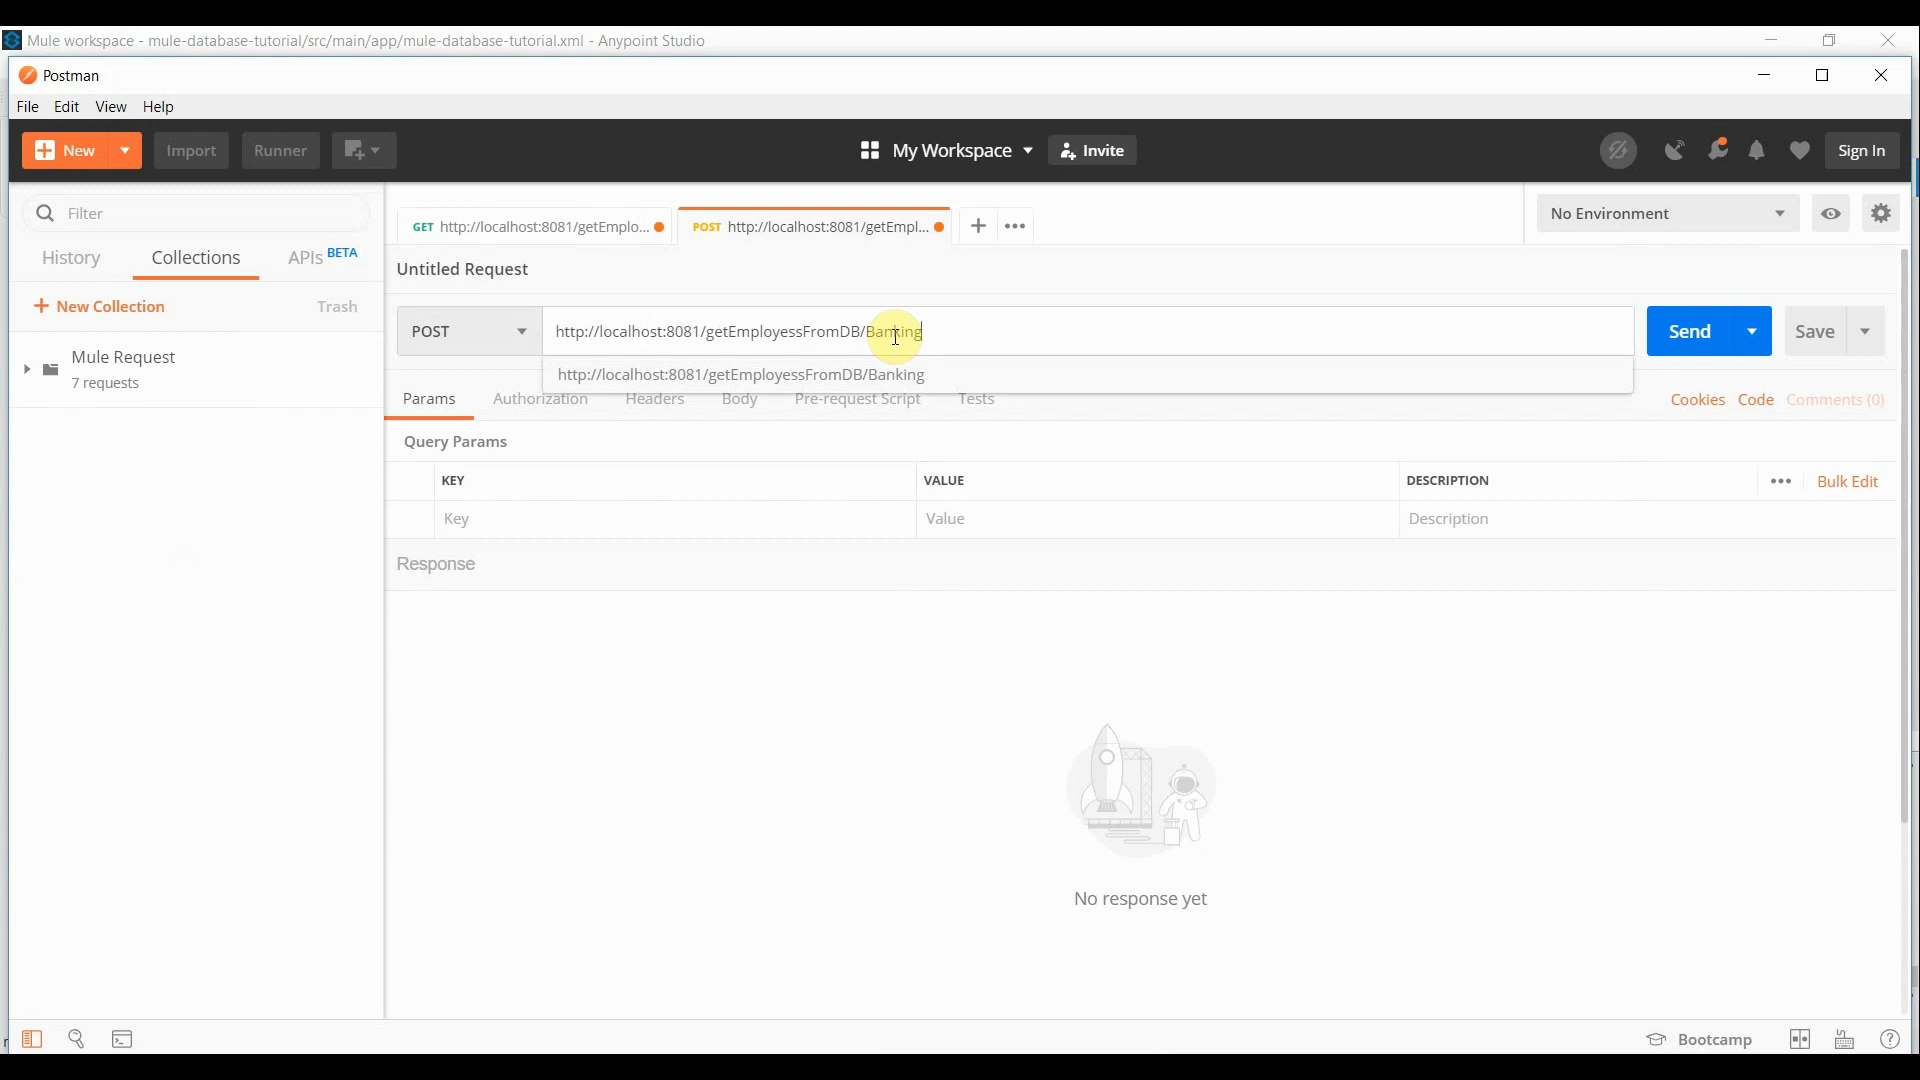 Mule workspace - mule-database-tutorial/src/main/app/mule-database-tutorial.xml - Anypoint Studio
Postman
File Edit View Help
New Import Runner My Workspace Invite Sign In
Filter
History Collections APIs BETA
New Collection Trash
Mule Request
7 requests
GET http://localhost:8081/getEmplo... POST http://localhost:8081/getEmpl... No Environment
Untitled Request
POST http://localhost:8081/getEmployessFromDB/Banking Send Save
http://localhost:8081/getEmployessFromDB/Banking
Params Authorization Headers Body Pre-request Script Tests Cookies Code Comments (0)
Query Params
KEY VALUE DESCRIPTION Bulk Edit
Key Value Description
Response
No response yet
Bootcamp